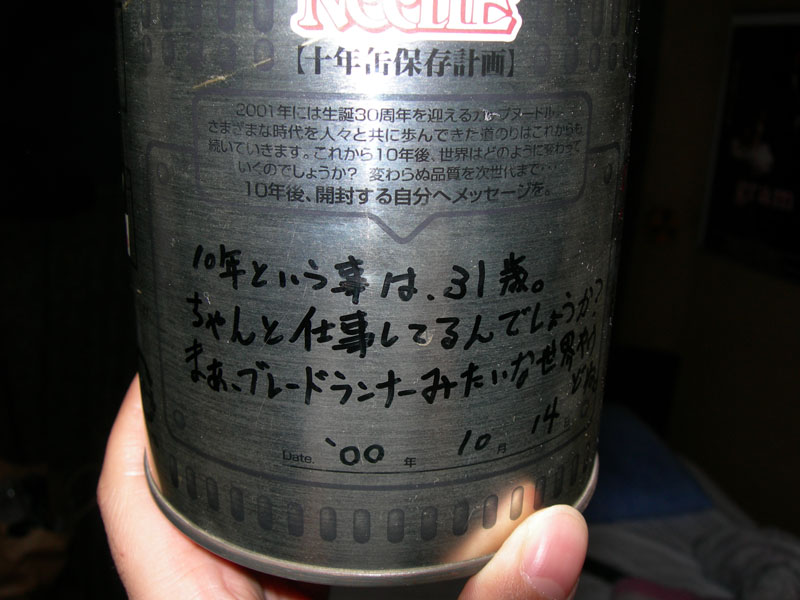 NOODLE
【十年缶保存計画】
2001年には生誕30周年を迎えるカップヌードル。
さまざまな時代を人々と共に歩んできた道のりはこれからも
続いていきます。これから10年後、世界はどのように変わって
いくのでしょうか? 変わらぬ品質を次世代まで…
10年後、開封する自分へメッセージを。
10年という事は、31歳。
ちゃんと仕事してるんでしょうか?
まあ、ブレードランナーみたいな世界や
Date. '00 年 10 月 14
gram